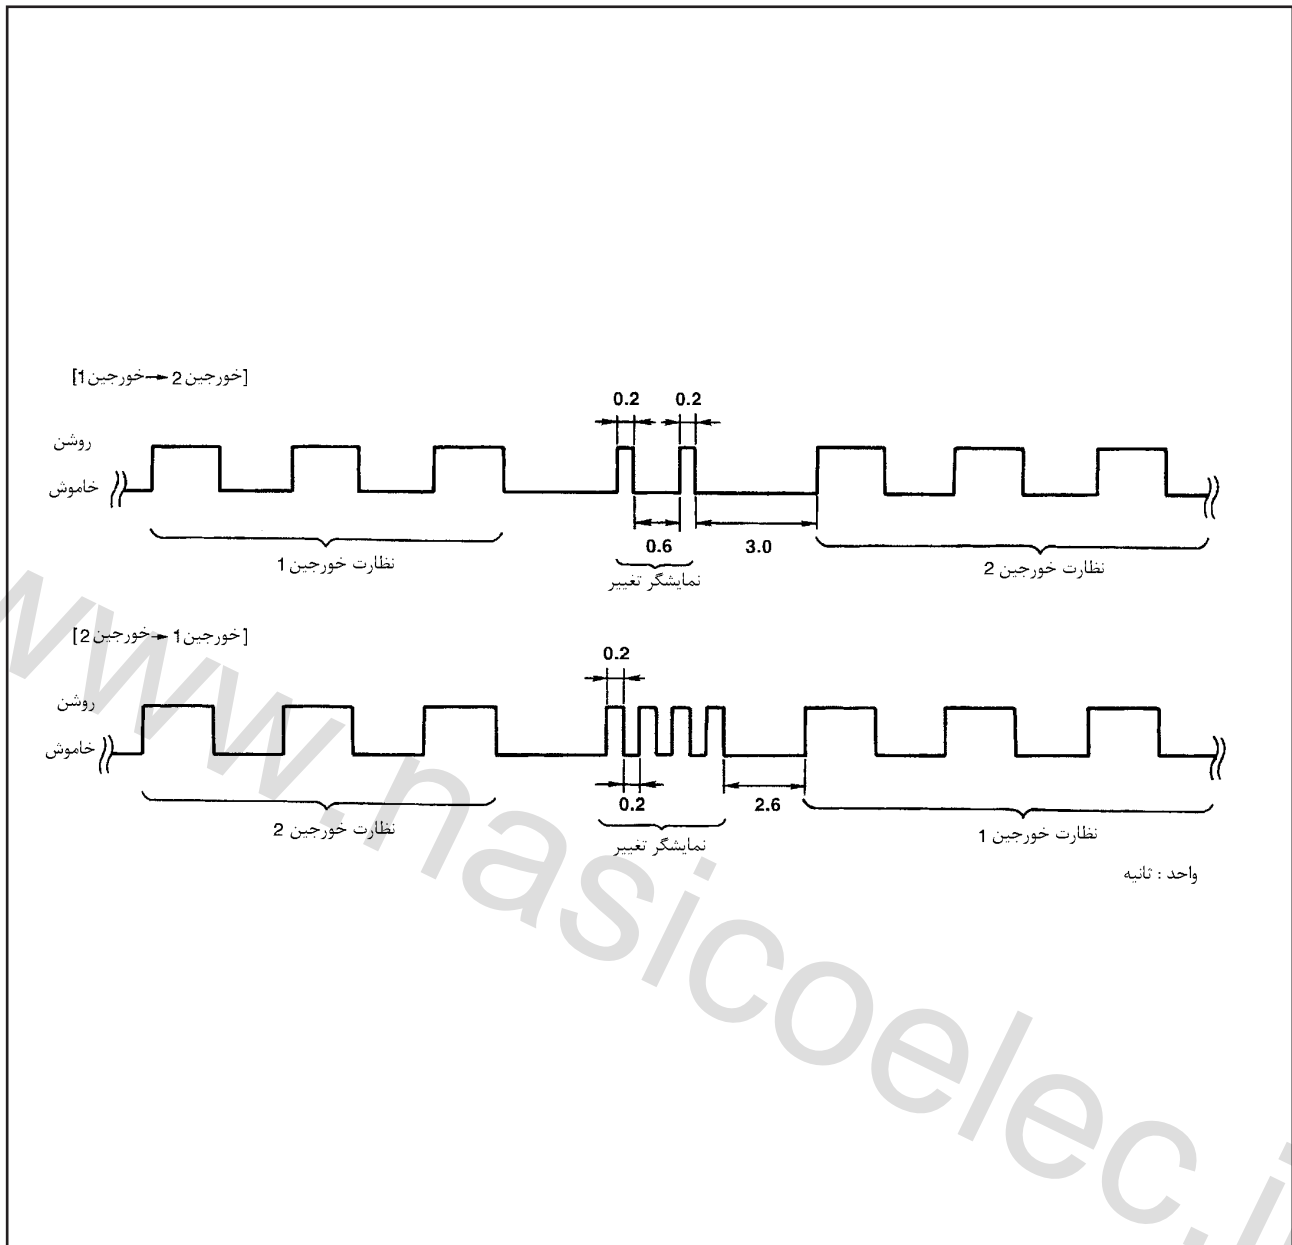 [خورجین 2 ← خورجین 1]
0.2 0.2
روشن
خاموش
0.6 3.0
نظارت خورجین 1
نمایشگر تغییر
نظارت خورجین 2
[خورجین 1 ← خورجین 2]
0.2
روشن
خاموش
0.2 2.6
نظارت خورجین 2
نمایشگر تغییر
نظارت خورجین 1
واحد : ثانیه
www.nasicoelec.i